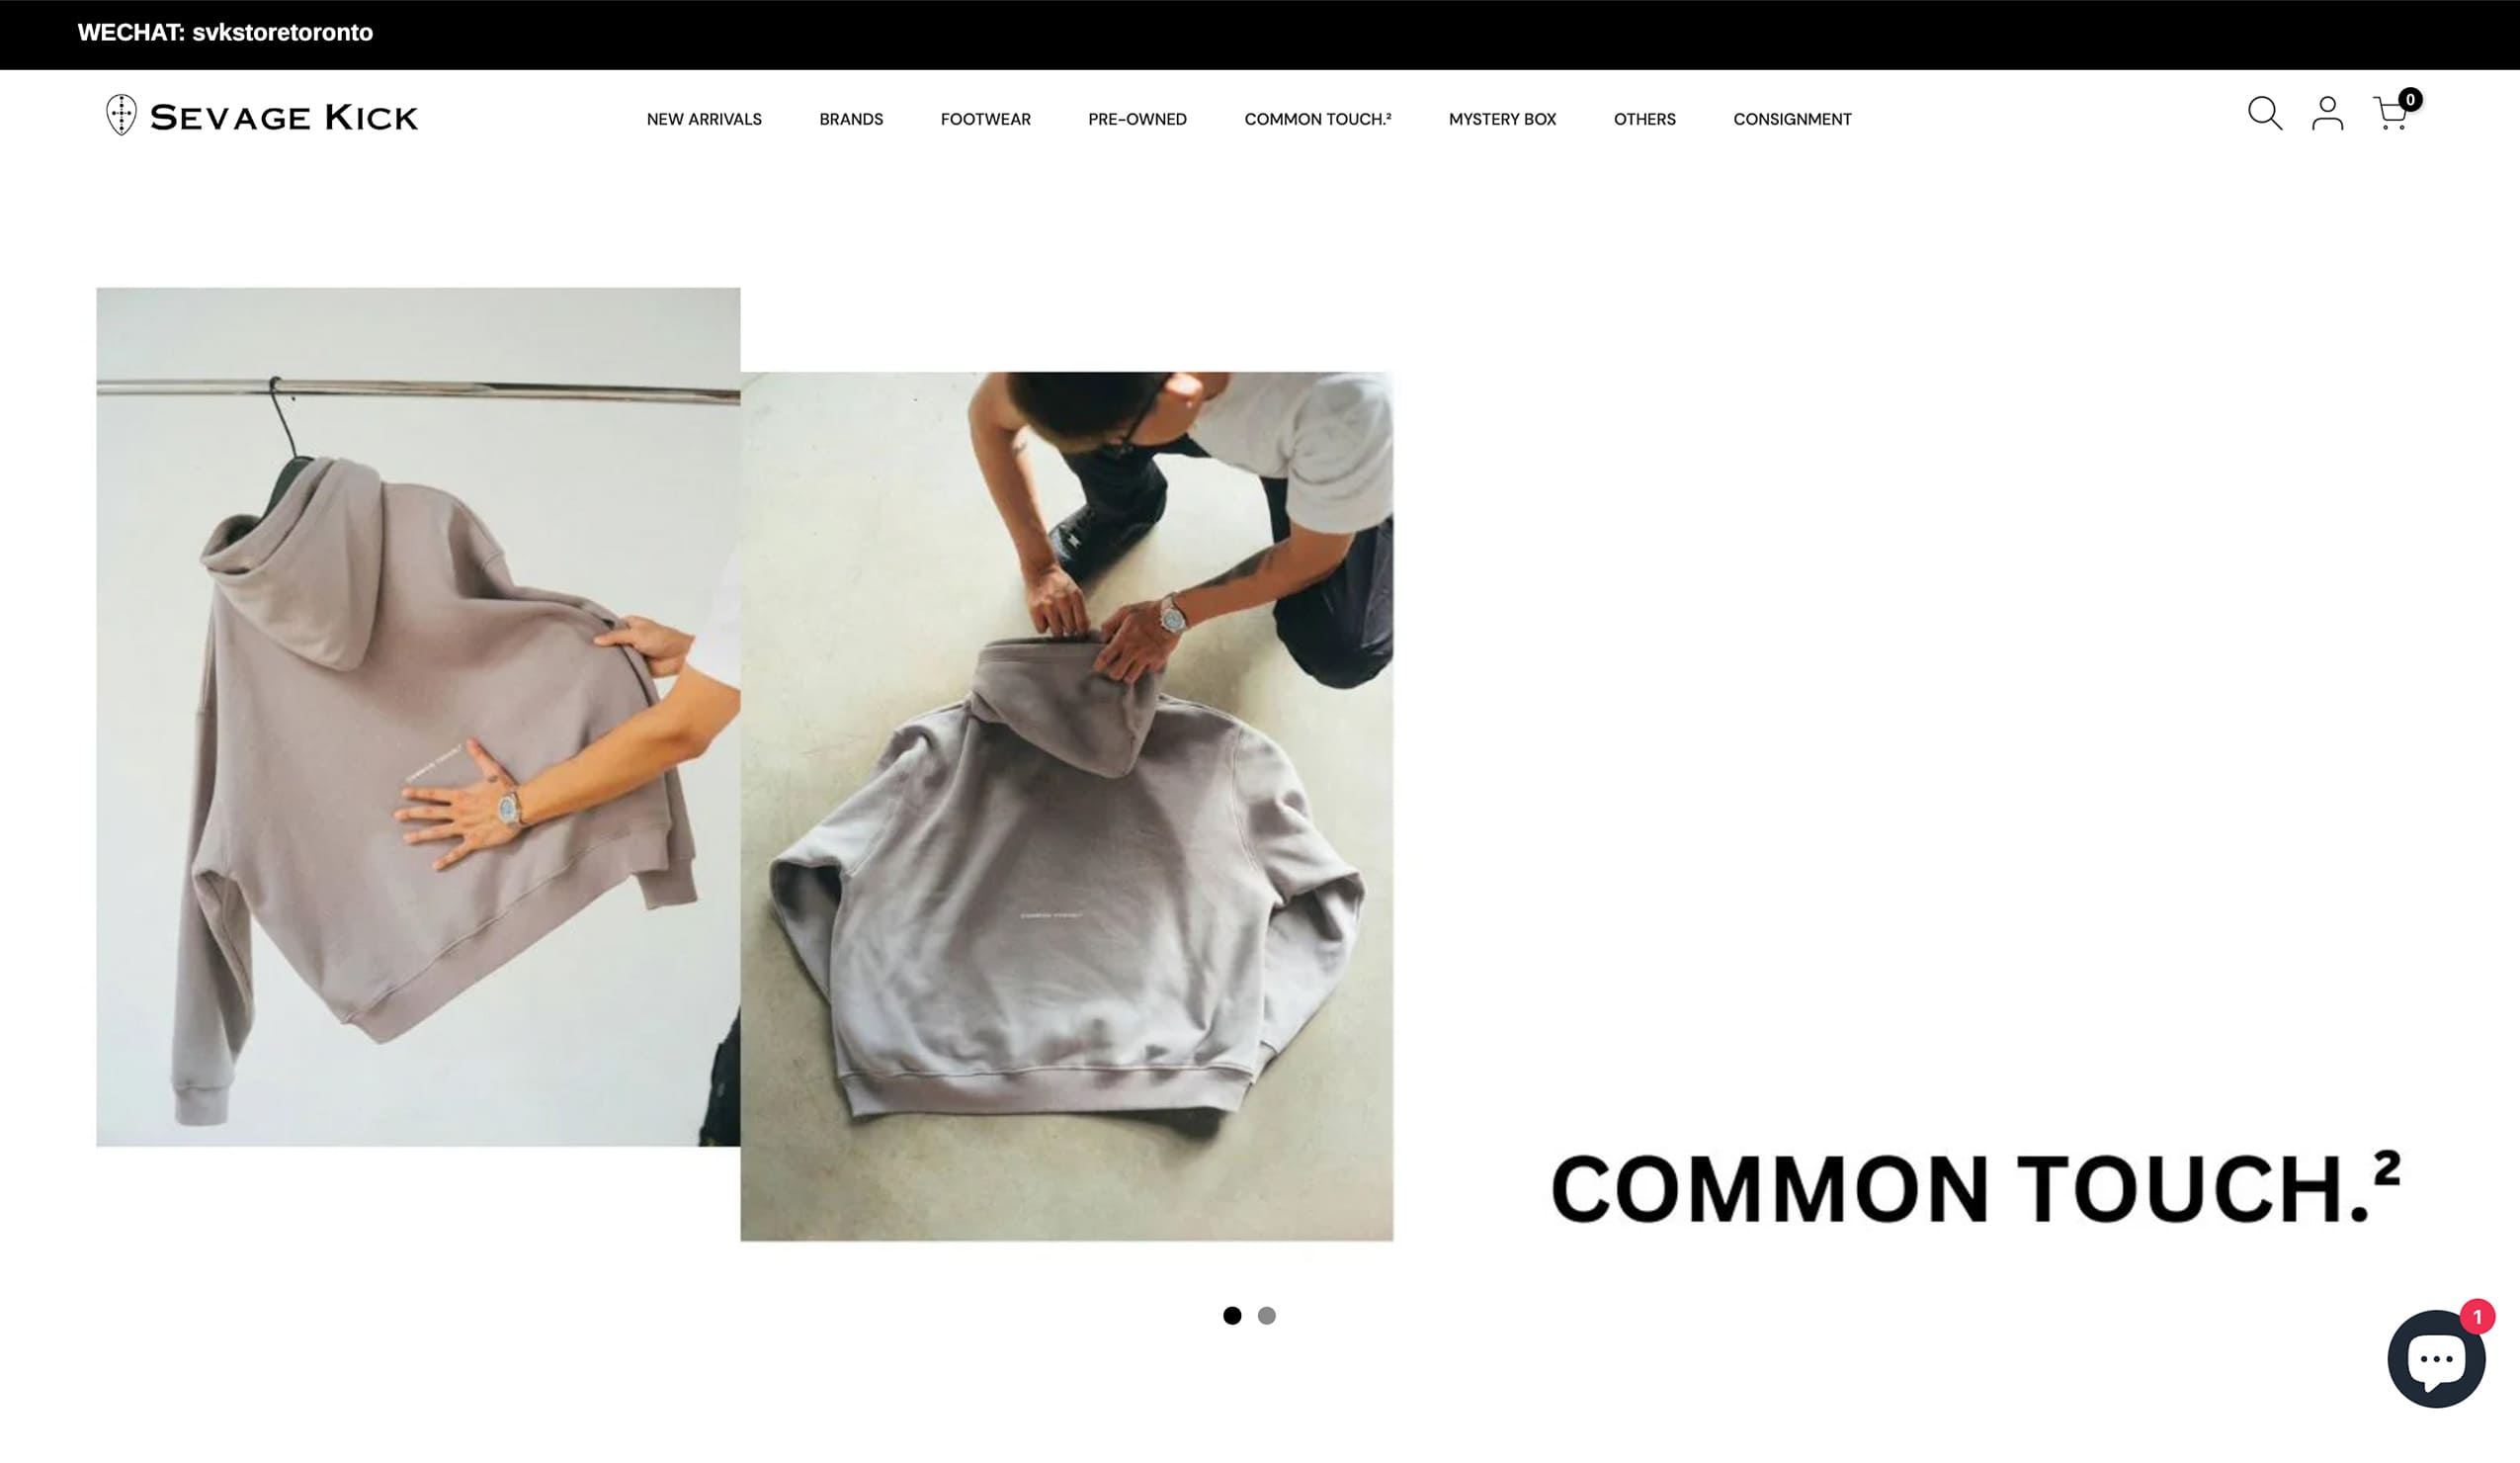 WECHAT: svkstoretoronto
SEVAGE KICK
NEW ARRIVALS
BRANDS
FOOTWEAR
PRE-OWNED
COMMON TOUCH.²
MYSTERY BOX
OTHERS
CONSIGNMENT
0
COMMON TOUCH.²
1